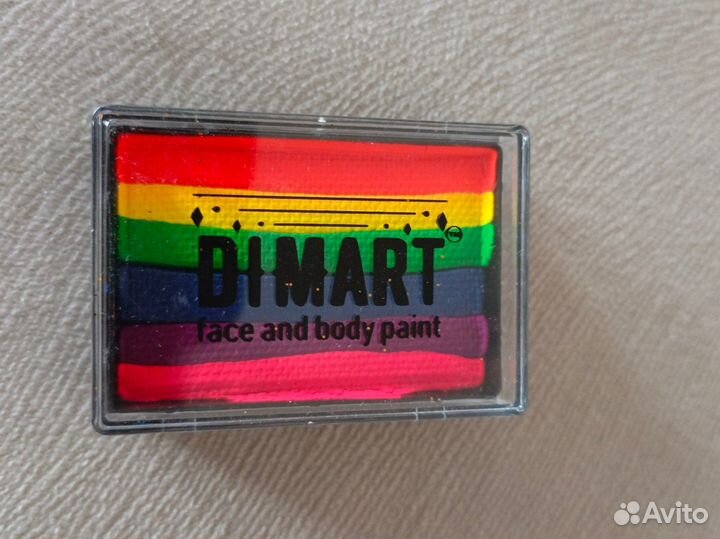 DIMART
face and body paint
Avito